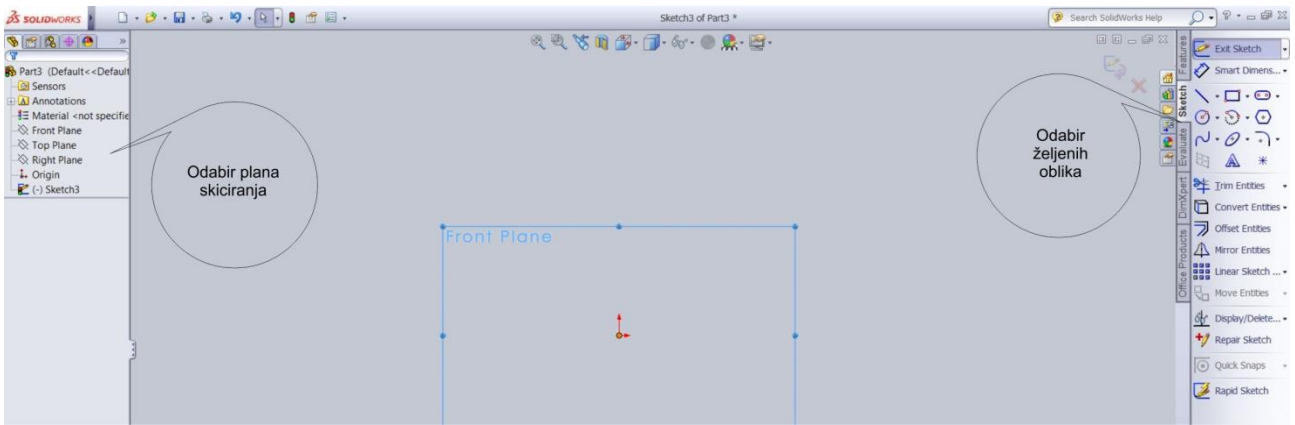 SOLIDWORKS
Sketch3 of Part3 *
Search SolidWorks Help
Part3 (Default<<Default
Sensors
Annotations
Material <not specifie
Front Plane
Top Plane
Right Plane
Origin
(-) Sketch3
Odabir plana
skiciranja
Front Plane
Odabir
željenih
oblika
Features
Sketch
Evaluate
DimXpert
Office Products
Exit Sketch
Smart Dimens...
Trim Entities
Convert Entities
Offset Entities
Mirror Entities
Linear Sketch ...
Move Entities
Display/Delete...
Repair Sketch
Quick Snaps
Rapid Sketch